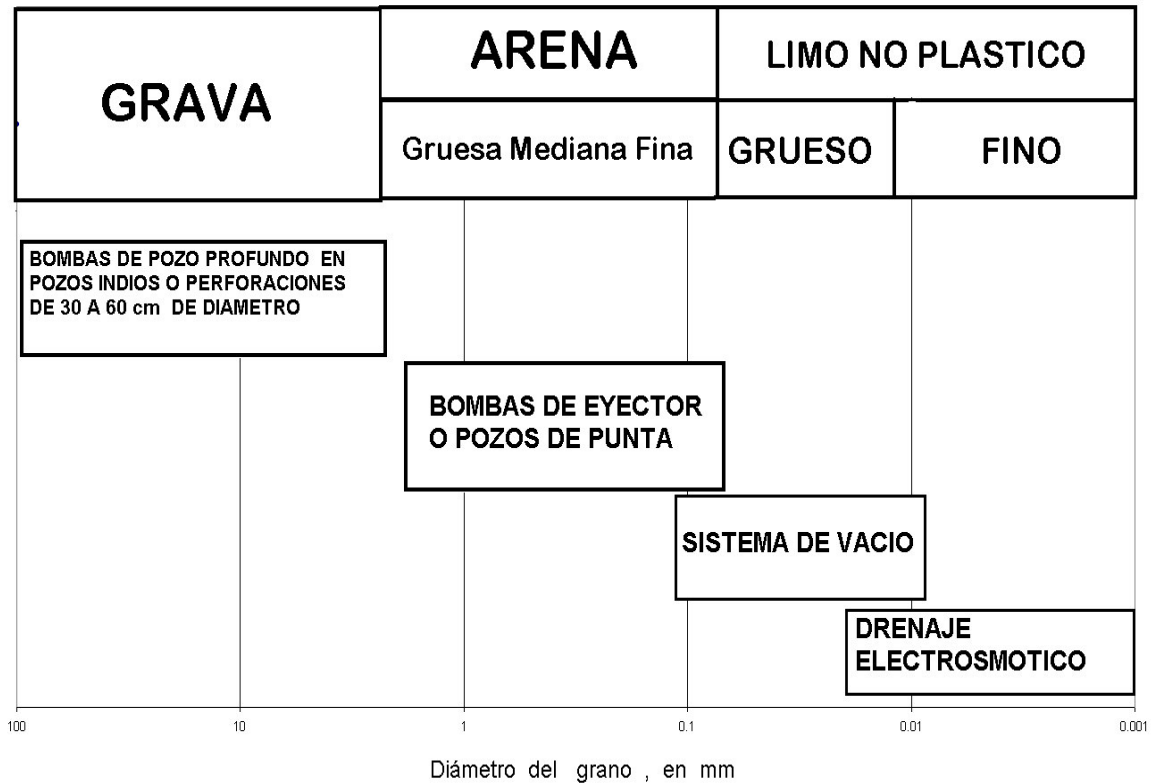 GRAVA
ARENA
LIMO NO PLASTICO
Gruesa Mediana Fina
GRUESO
FINO
BOMBAS DE POZO PROFUNDO EN
POZOS INDIOS O PERFORACIONES
DE 30 A 60 cm DE DIAMETRO
BOMBAS DE EYECTOR
O POZOS DE PUNTA
SISTEMA DE VACIO
DRENAJE
ELECTROSMOTICO
100 10 1 0.1 0.01 0.001
Diámetro del grano , en mm